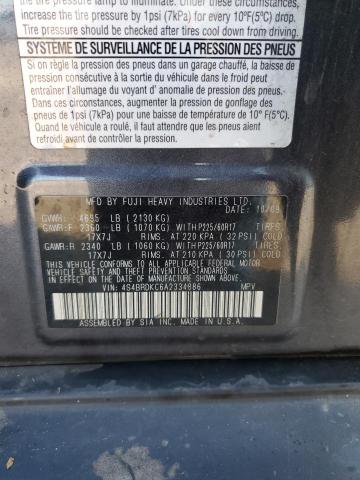 the tire pressure lamp to illuminate. Under these circumstances,
increase the tire pressure by 1psi (7kPa) for every 10°F(5°C) drop.
Tire pressure should be checked after tires cool down from driving.
SYSTÈME DE SURVEILLANCE DE LA PRESSION DES PNEUS
Si on règle la pression des pneus dans un garage chauffé, la baisse de
pression consécutive à la sortie du véhicule dans le froid peut
entraîner l'allumage du voyant d' anomalie de pression des pneus.
Dans ces circonstances, augmenter la pression de gonflage
des pneus de 1psi (7kPa) pour une baisse de température de 10° F(5°C).
Quand le véhicule a roulé, il faut attendre que les pneus aient
refroidi avant de contrôler la pression.
MFD BY FUJI HEAVY INDUSTRIES LTD.
DATE: 10/09
GVWR: 4695 LB (2130 KG)
GAWR:F 2360 LB (1070 KG) WITH P225/60R17 TIRES
17X7J RIMS. AT 220 KPA (32 PSI) COLD
GAWR:R 2340 LB (1060 KG) WITH P225/60R17 TIRES
17X7J RIMS. AT 210 KPA (30 PSI) COLD
THIS VEHICLE CONFORMS TO ALL APPLICABLE FEDERAL MOTOR
VEHICLE SAFETY AND THEFT PREVENTION STANDARDS IN
EFFECT ON THE DATE OF MANUFACTURE SHOWN ABOVE.
VIN: 4S4BRDKC6A2334086 MPV
ASSEMBLED BY SIA INC. MADE IN U.S.A.